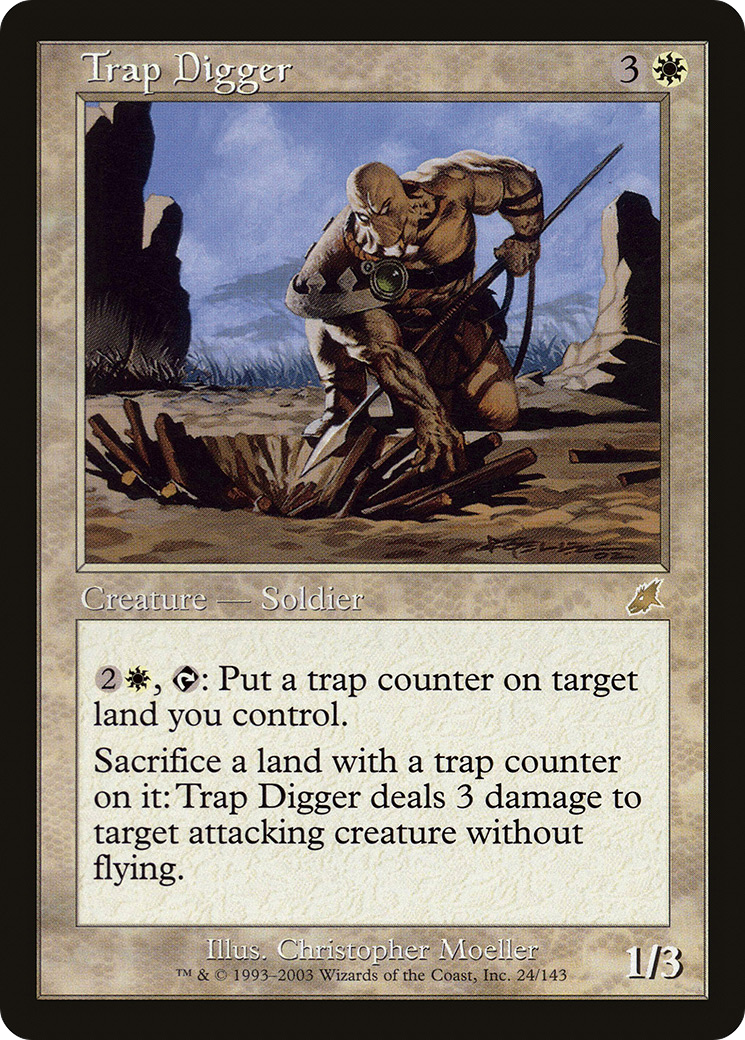 Trap Digger 3
Creature — Soldier
2 , : Put a trap counter on target
land you control.
Sacrifice a land with a trap counter
on it: Trap Digger deals 3 damage to
target attacking creature without
flying.
Illus. Christopher Moeller
™ & © 1993–2003 Wizards of the Coast, Inc. 24/143
1/3